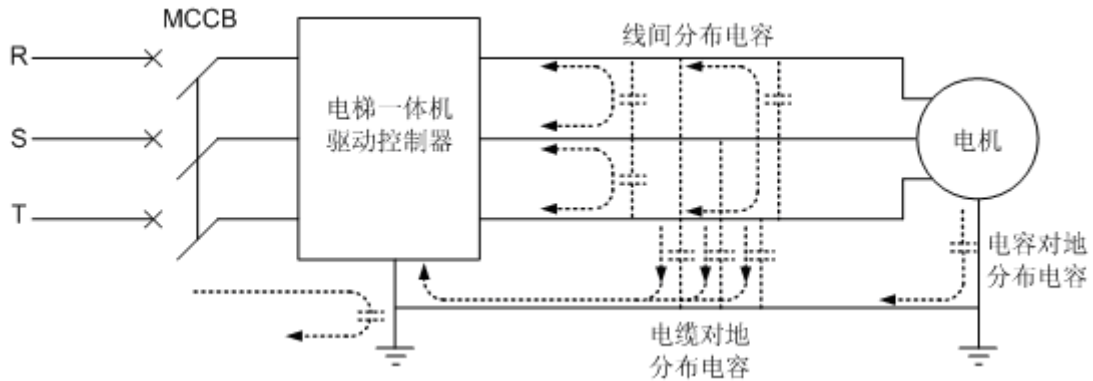 MCCB
R
S
T
电梯一体机
驱动控制器
线间分布电容
电机
电容对地
分布电容
电缆对地
分布电容